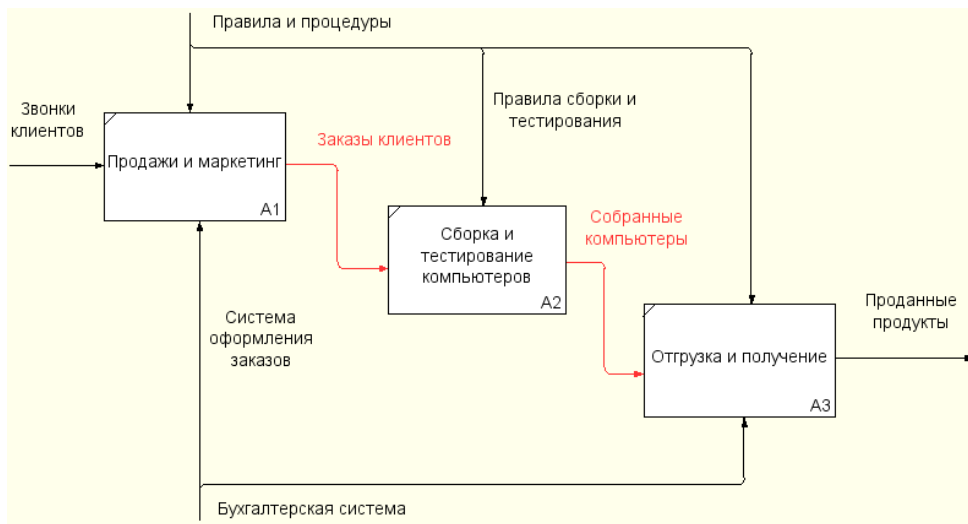 Правила и процедуры
Звонки
клиентов
Правила сборки и
тестирования
Заказы клиентов
Продажи и маркетинг
A1
Собранные
компьютеры
Сборка и
тестирование
компьютеров
A2
Проданные
продукты
Система
оформления
заказов
Отгрузка и получение
A3
Бухгалтерская система